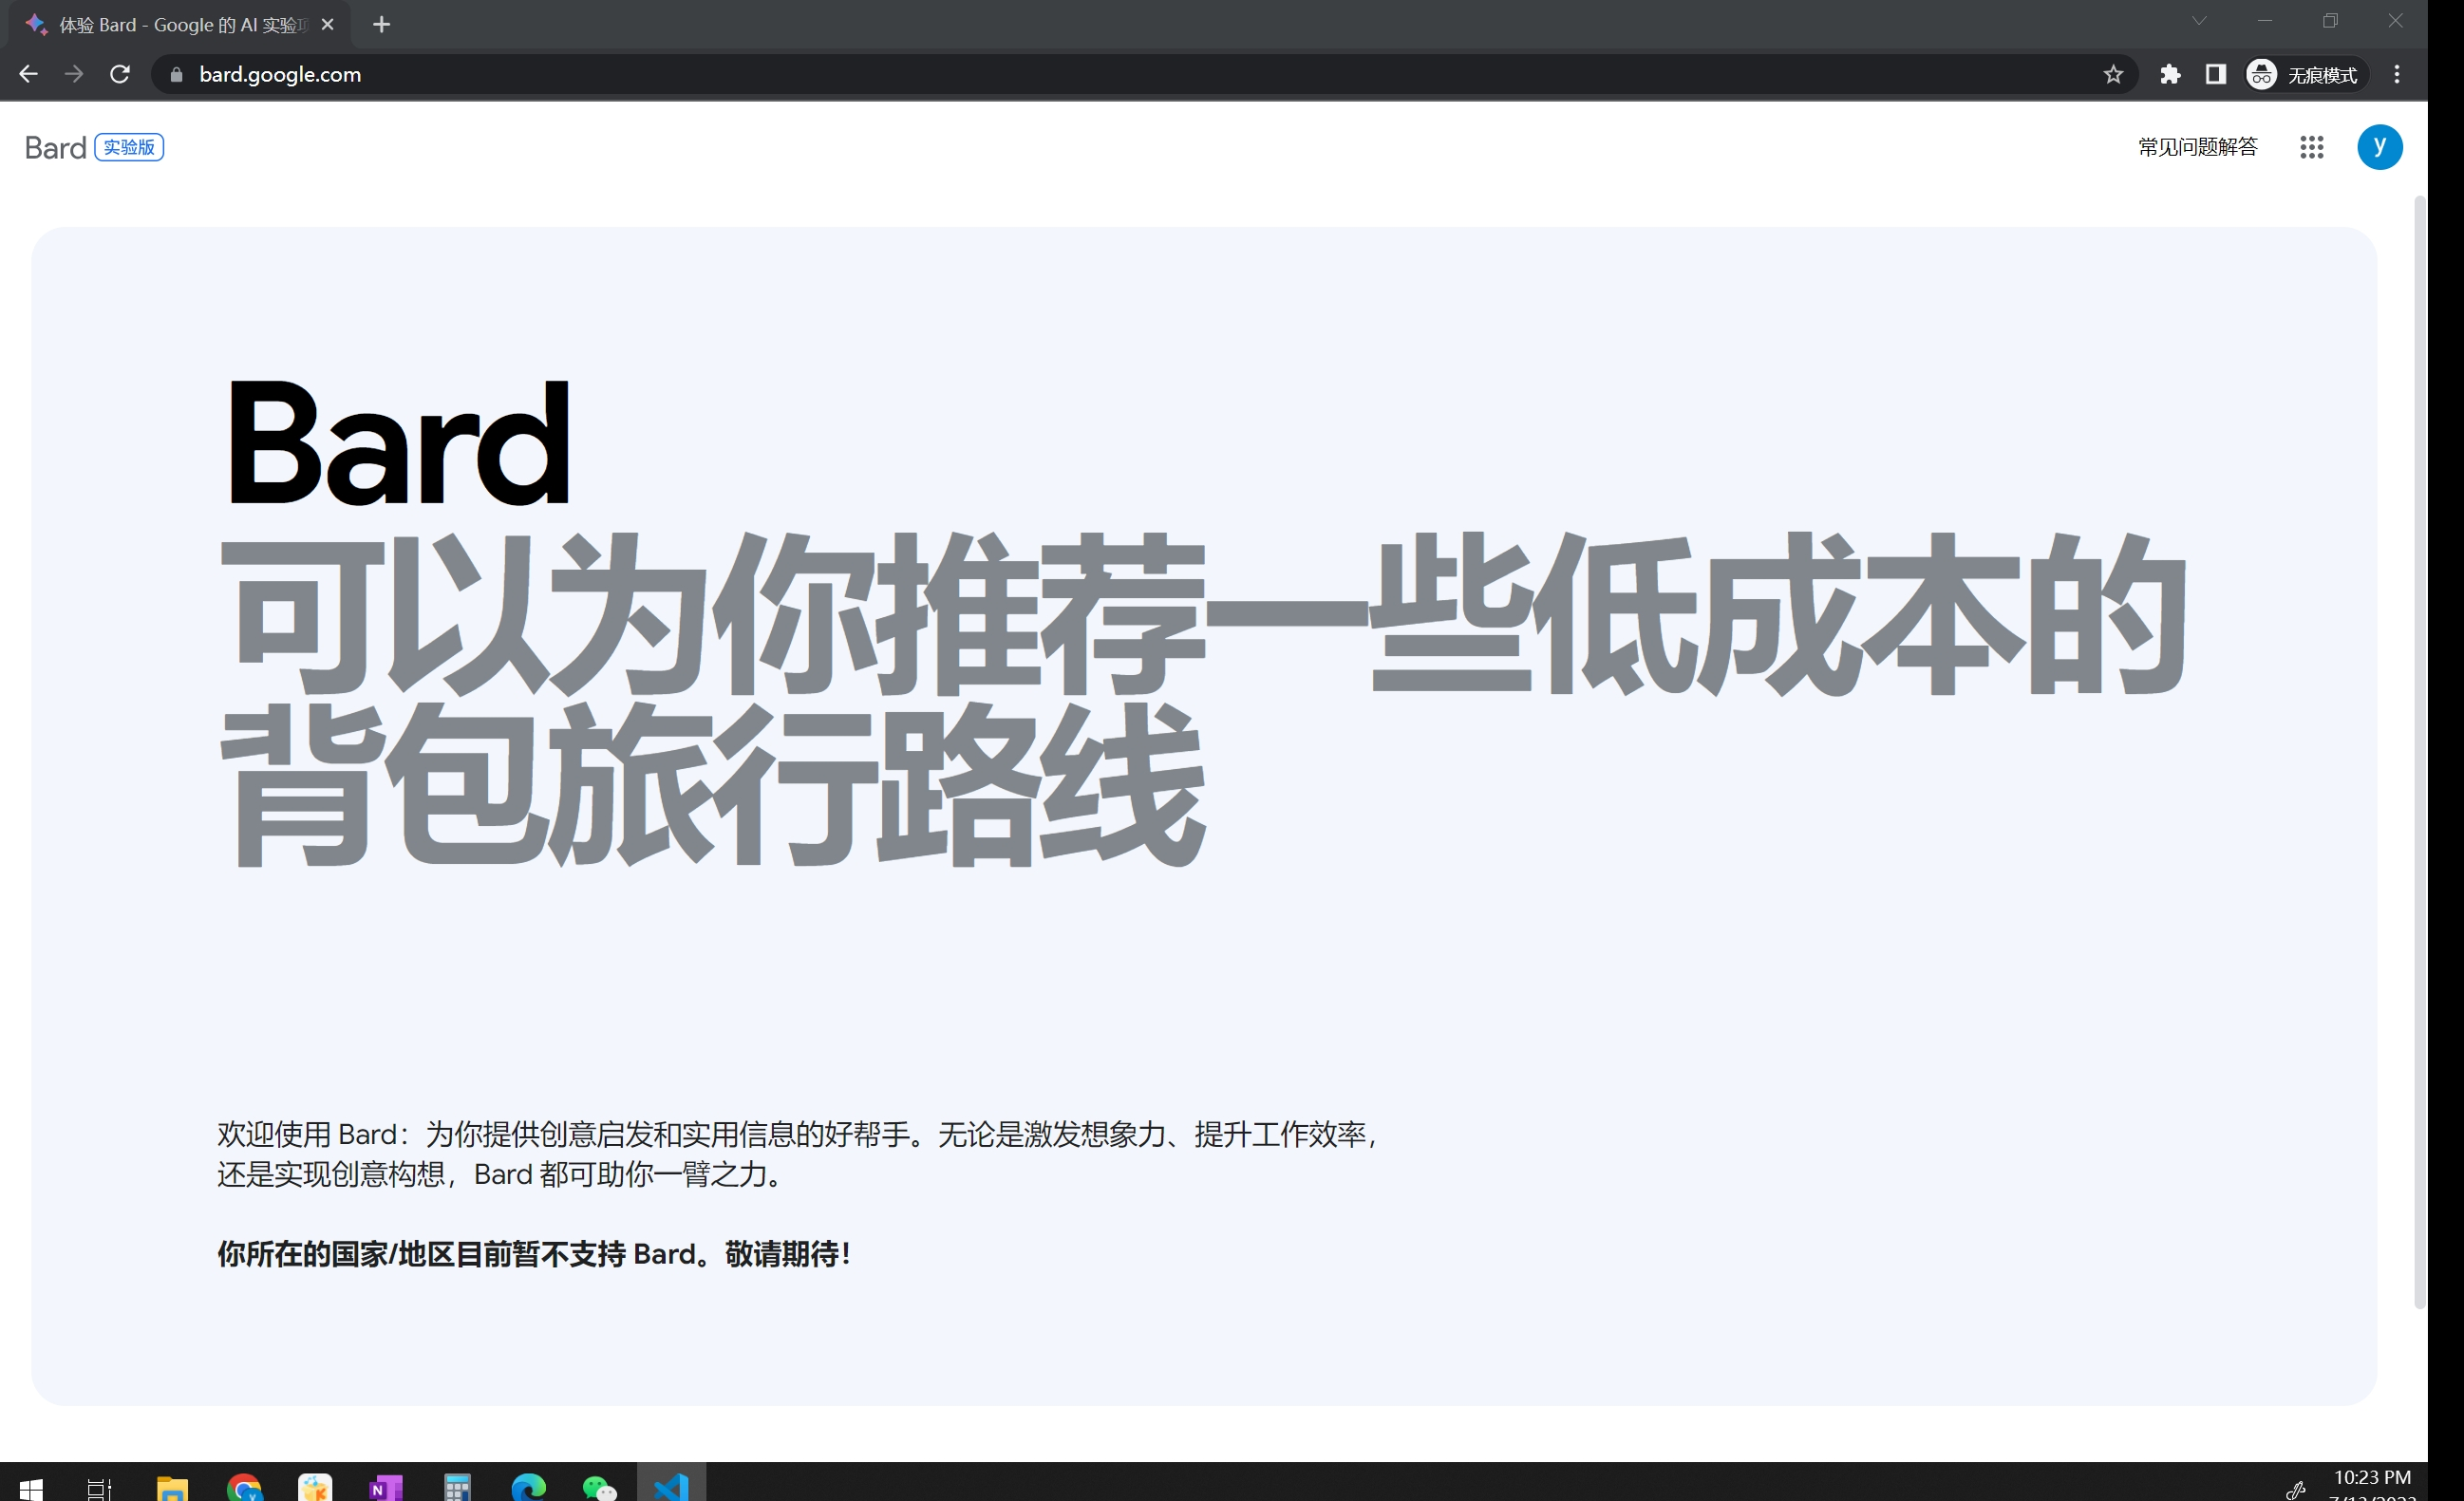 体验 Bard - Google 的 AI 实验
bard.google.com
无痕模式
Bard 实验版
常见问题解答
y
Bard
可以为你推荐一些低成本的
背包旅行路线
欢迎使用 Bard：为你提供创意启发和实用信息的好帮手。无论是激发想象力、提升工作效率，
还是实现创意构想，Bard 都可助你一臂之力。
你所在的国家/地区目前暂不支持 Bard。敬请期待！
10:23 PM